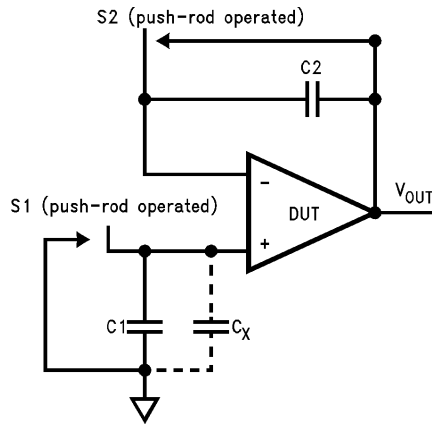 S2 (push-rod operated)
C2
S1 (push-rod operated)
-
DUT
VOUT
+
C1
CX